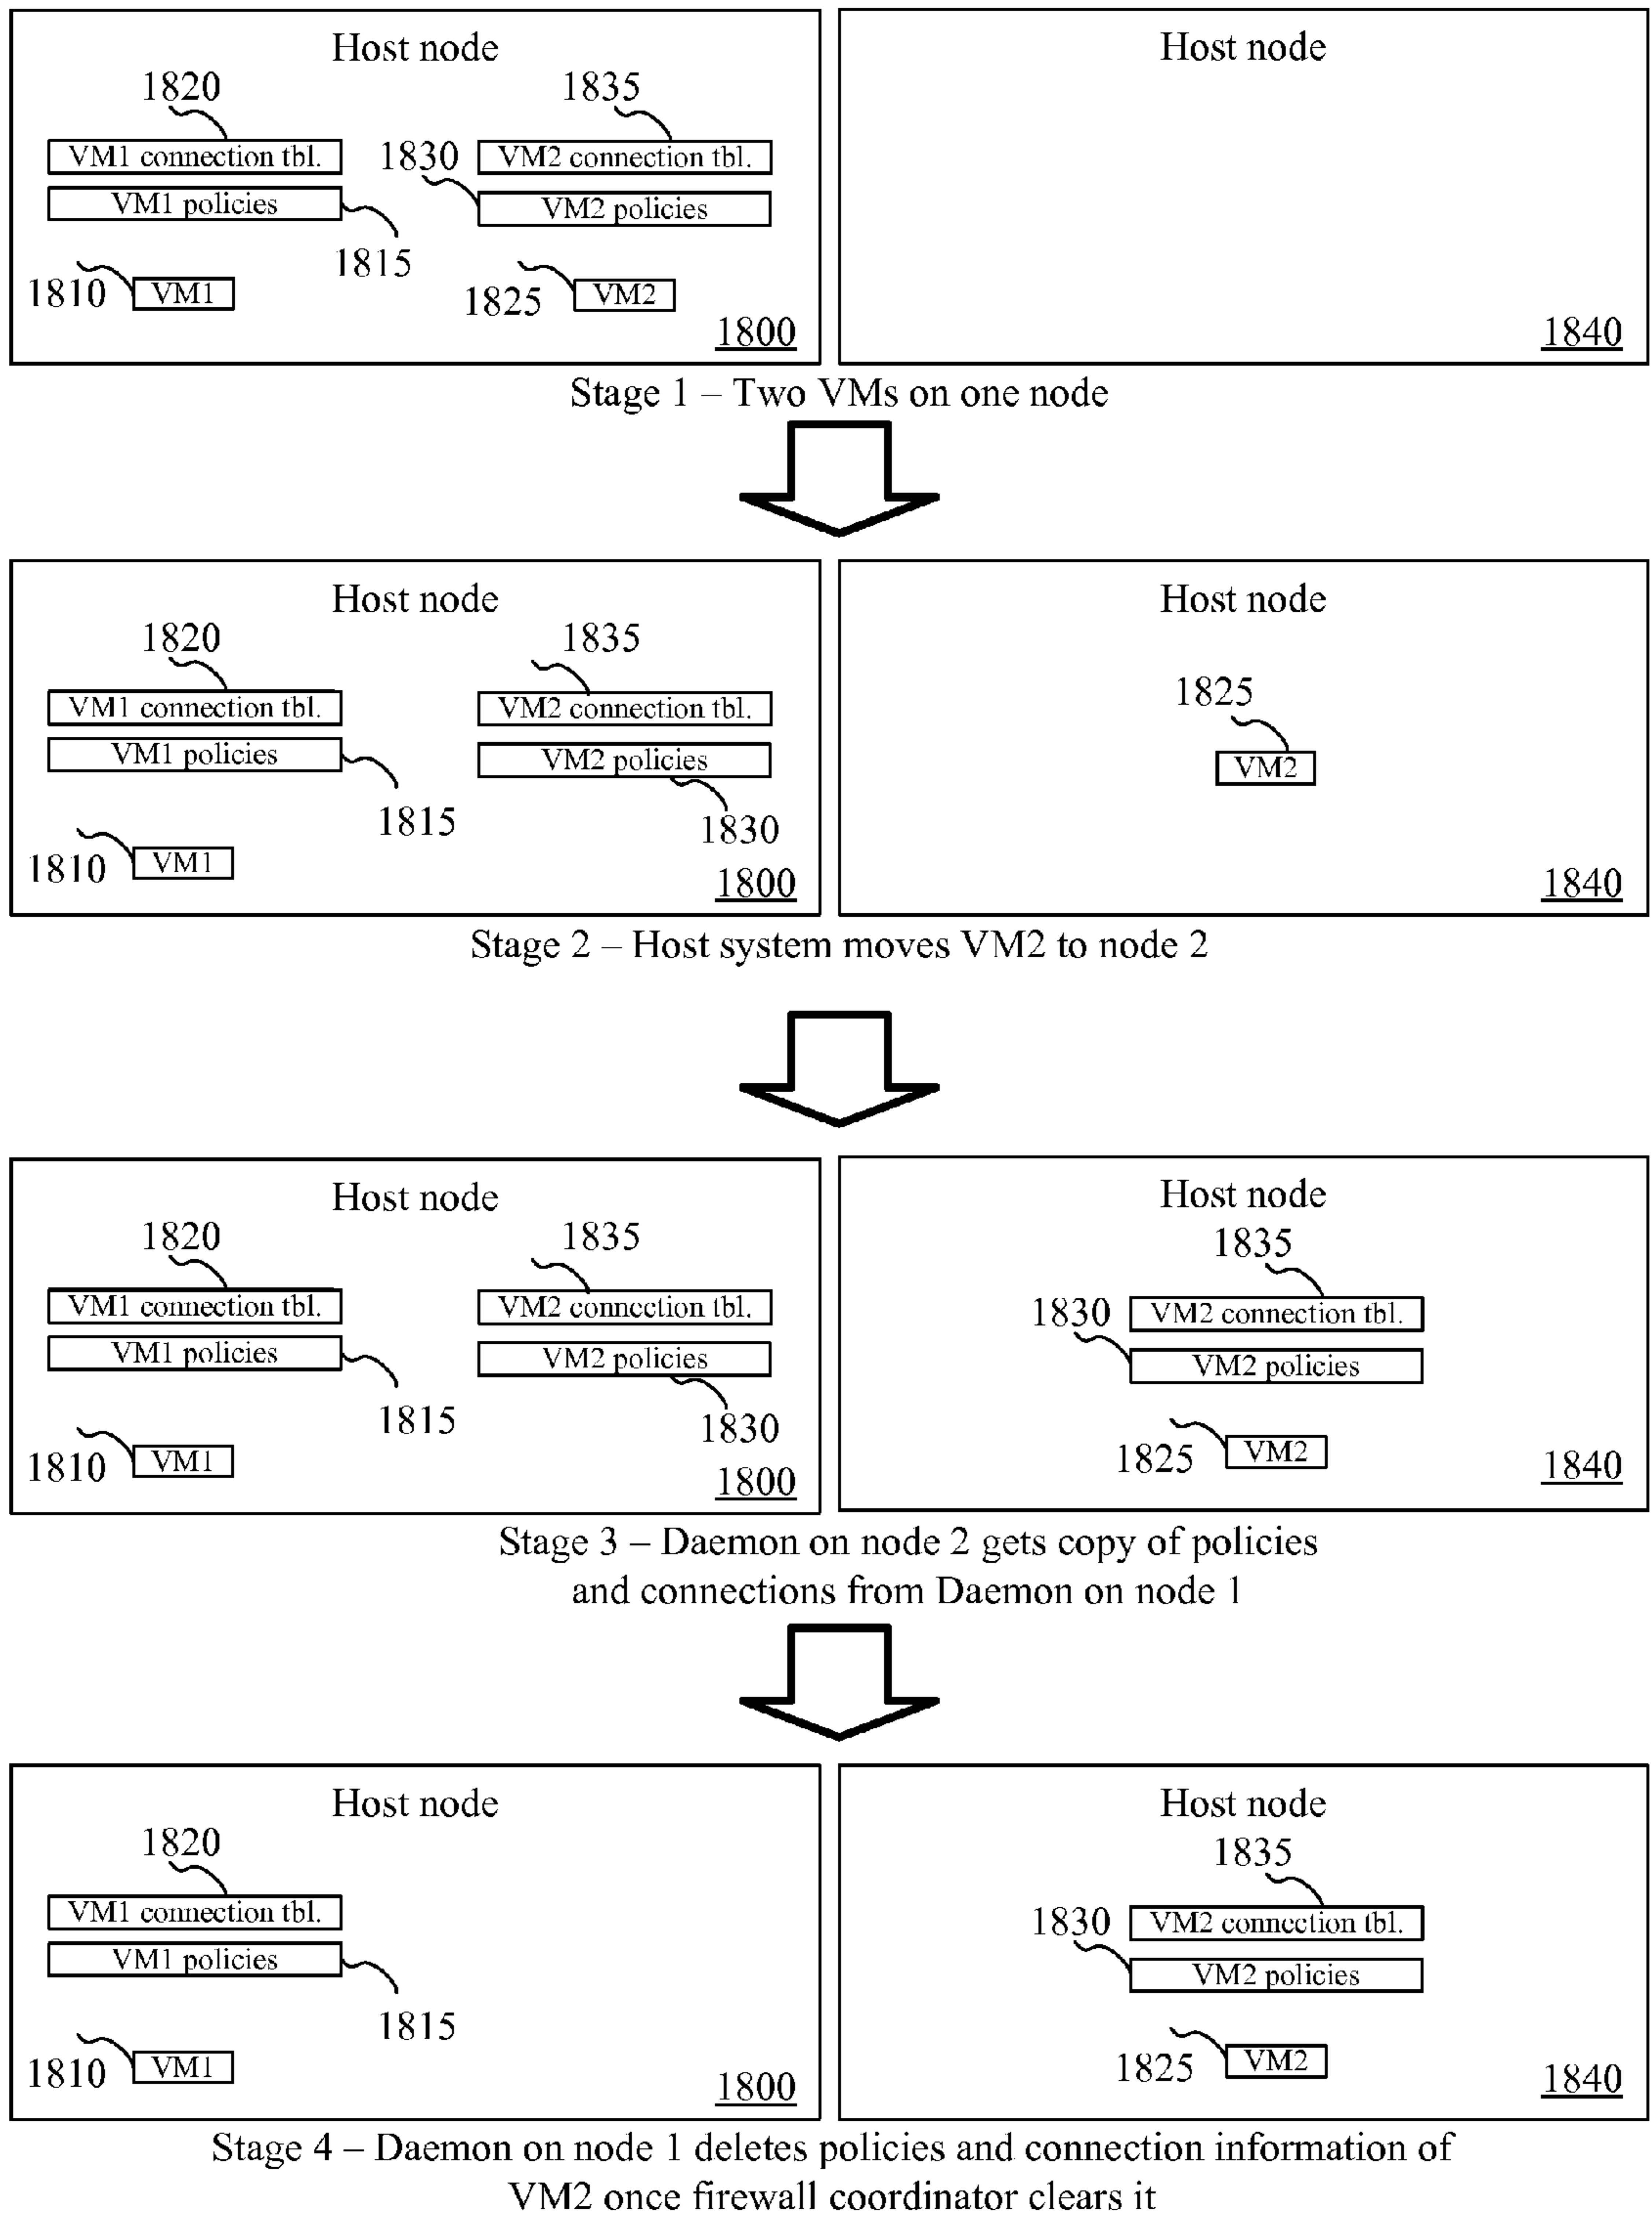 Host node
1820
1835
VM1 connection tbl.
1830
VM2 connection tbl.
VM1 policies
VM2 policies
1815
1810
VM1
1825
VM2
1800
Host node
1840
Stage 1 – Two VMs on one node
Host node
1820
1835
VM1 connection tbl.
VM2 connection tbl.
VM1 policies
VM2 policies
1815
1830
1810
VM1
1800
Host node
1825
VM2
1840
Stage 2 – Host system moves VM2 to node 2
Host node
1820
1835
VM1 connection tbl.
VM2 connection tbl.
VM1 policies
VM2 policies
1815
1830
1810
VM1
1800
Host node
1835
1830
VM2 connection tbl.
VM2 policies
1825
VM2
1840
Stage 3 – Daemon on node 2 gets copy of policies
and connections from Daemon on node 1
Host node
1820
VM1 connection tbl.
VM1 policies
1815
1810
VM1
1800
Host node
1835
1830
VM2 connection tbl.
VM2 policies
1825
VM2
1840
Stage 4 – Daemon on node 1 deletes policies and connection information of
VM2 once firewall coordinator clears it